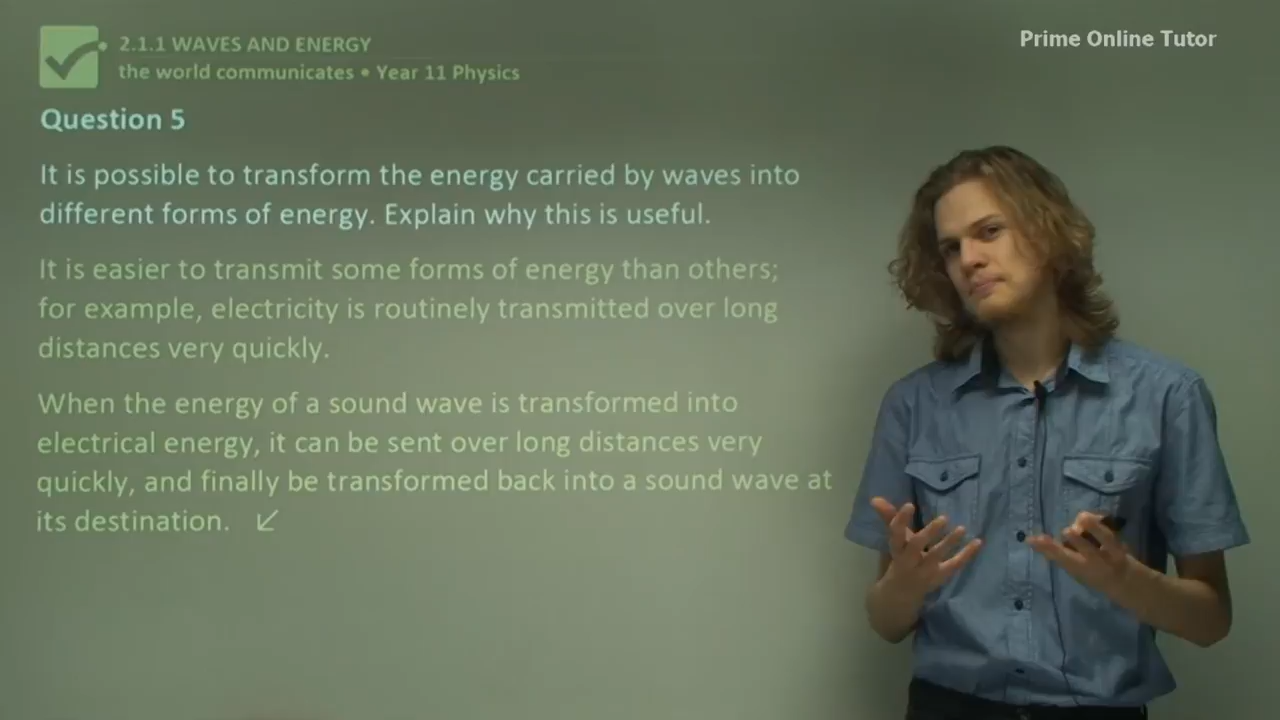 2.1.1 WAVES AND ENERGY
the world communicates • Year 11 Physics
Prime Online Tutor
Question 5
It is possible to transform the energy carried by waves into
different forms of energy. Explain why this is useful.
It is easier to transmit some forms of energy than others;
for example, electricity is routinely transmitted over long
distances very quickly.
When the energy of a sound wave is transformed into
electrical energy, it can be sent over long distances very
quickly, and finally be transformed back into a sound wave at
its destination.